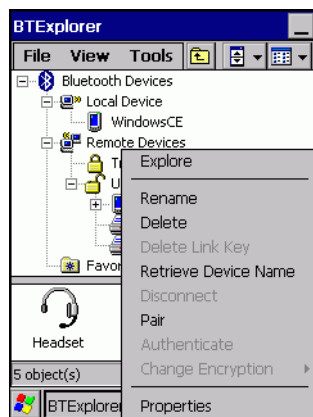 BTExplorer
File View Tools
Bluetooth Devices
Local Device
WindowsCE
Remote Devices
Explore
Rename
Delete
Delete Link Key
Favor
Retrieve Device Name
Disconnect
Pair
Headset
Authenticate
5 object(s)
Change Encryption
BTExplorer
Properties